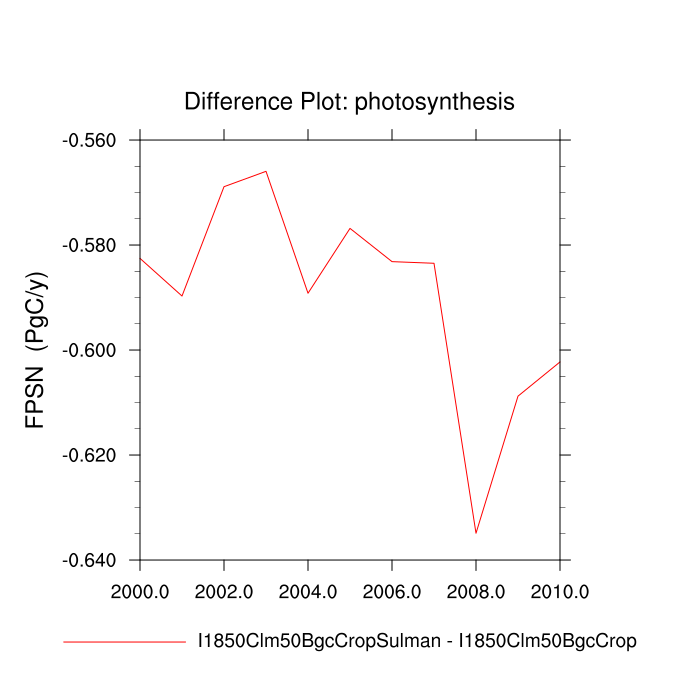 Difference Plot: photosynthesis
FPSN (PgC/y)
-0.560
-0.580
-0.600
-0.620
-0.640
2000.0 2002.0 2004.0 2006.0 2008.0 2010.0
I1850Clm50BgcCropSulman - I1850Clm50BgcCrop